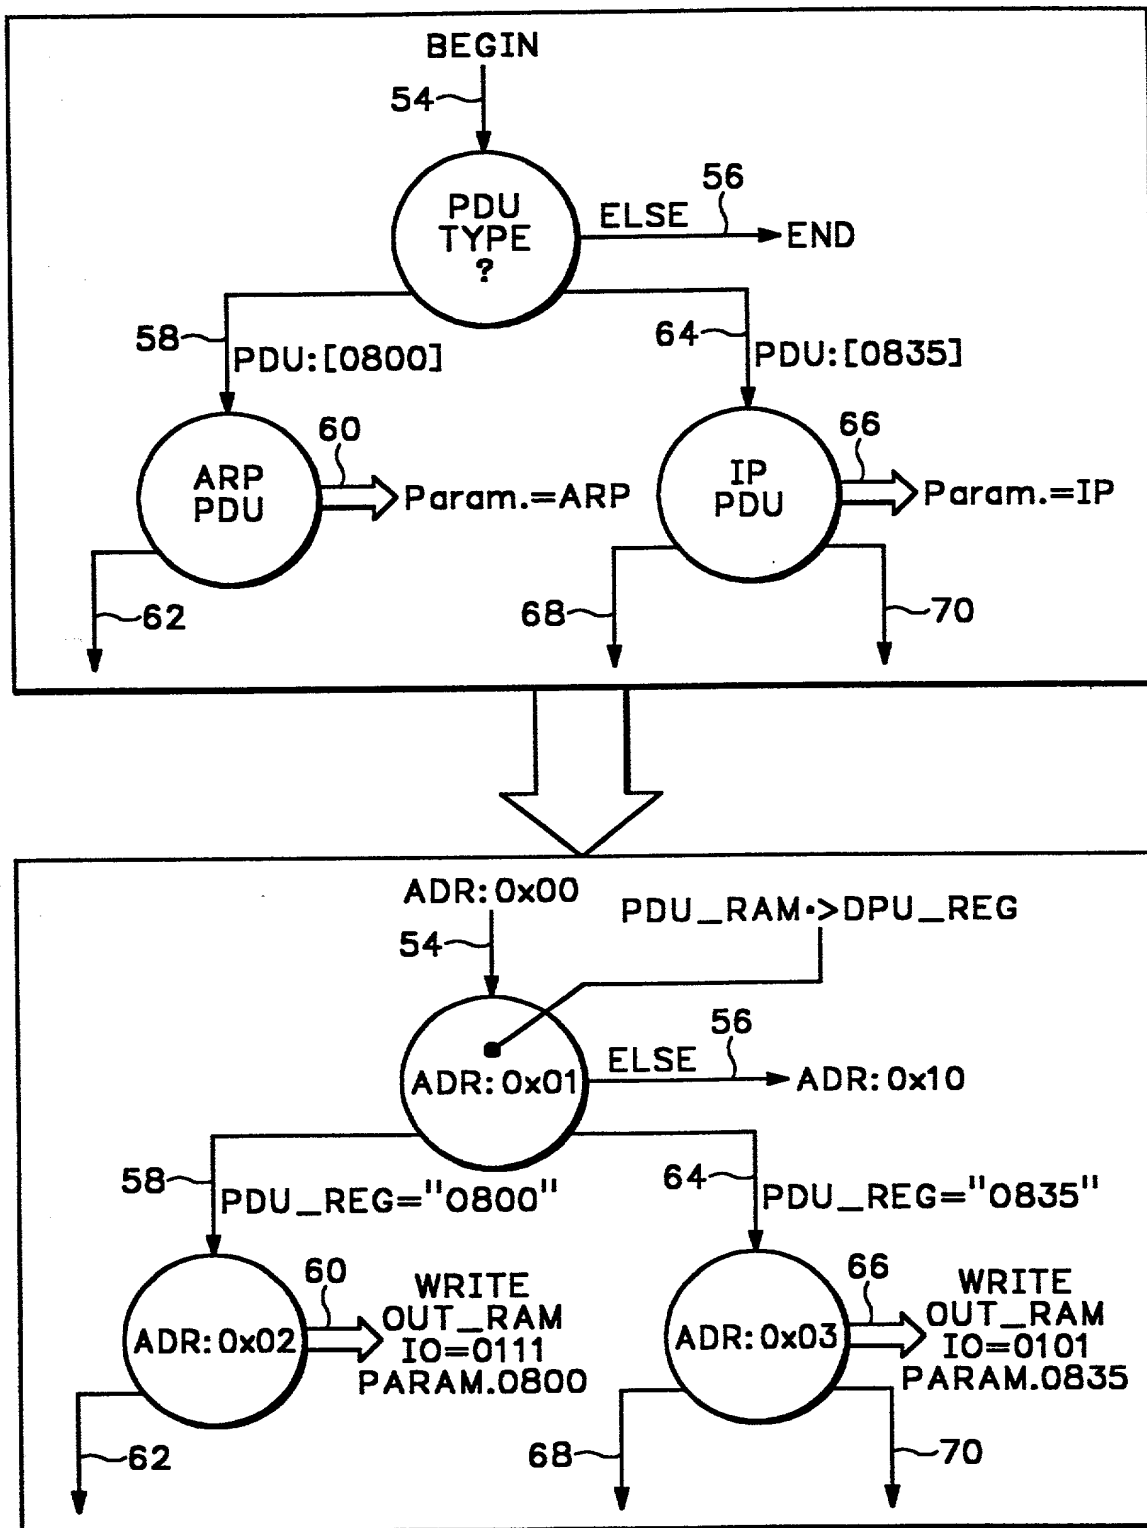 BEGIN
54
PDU
TYPE
?
ELSE
56
END
58
PDU:[0800]
64
PDU:[0835]
ARP
PDU
60
Param.=ARP
IP
PDU
66
Param.=IP
62
68
70
ADR:0x00
PDU_RAM->DPU_REG
54
ADR:0x01
ELSE
56
ADR:0x10
58
PDU_REG="0800"
64
PDU_REG="0835"
ADR:0x02
60
WRITE
OUT_RAM
IO=0111
PARAM.0800
ADR:0x03
66
WRITE
OUT_RAM
IO=0101
PARAM.0835
62
68
70